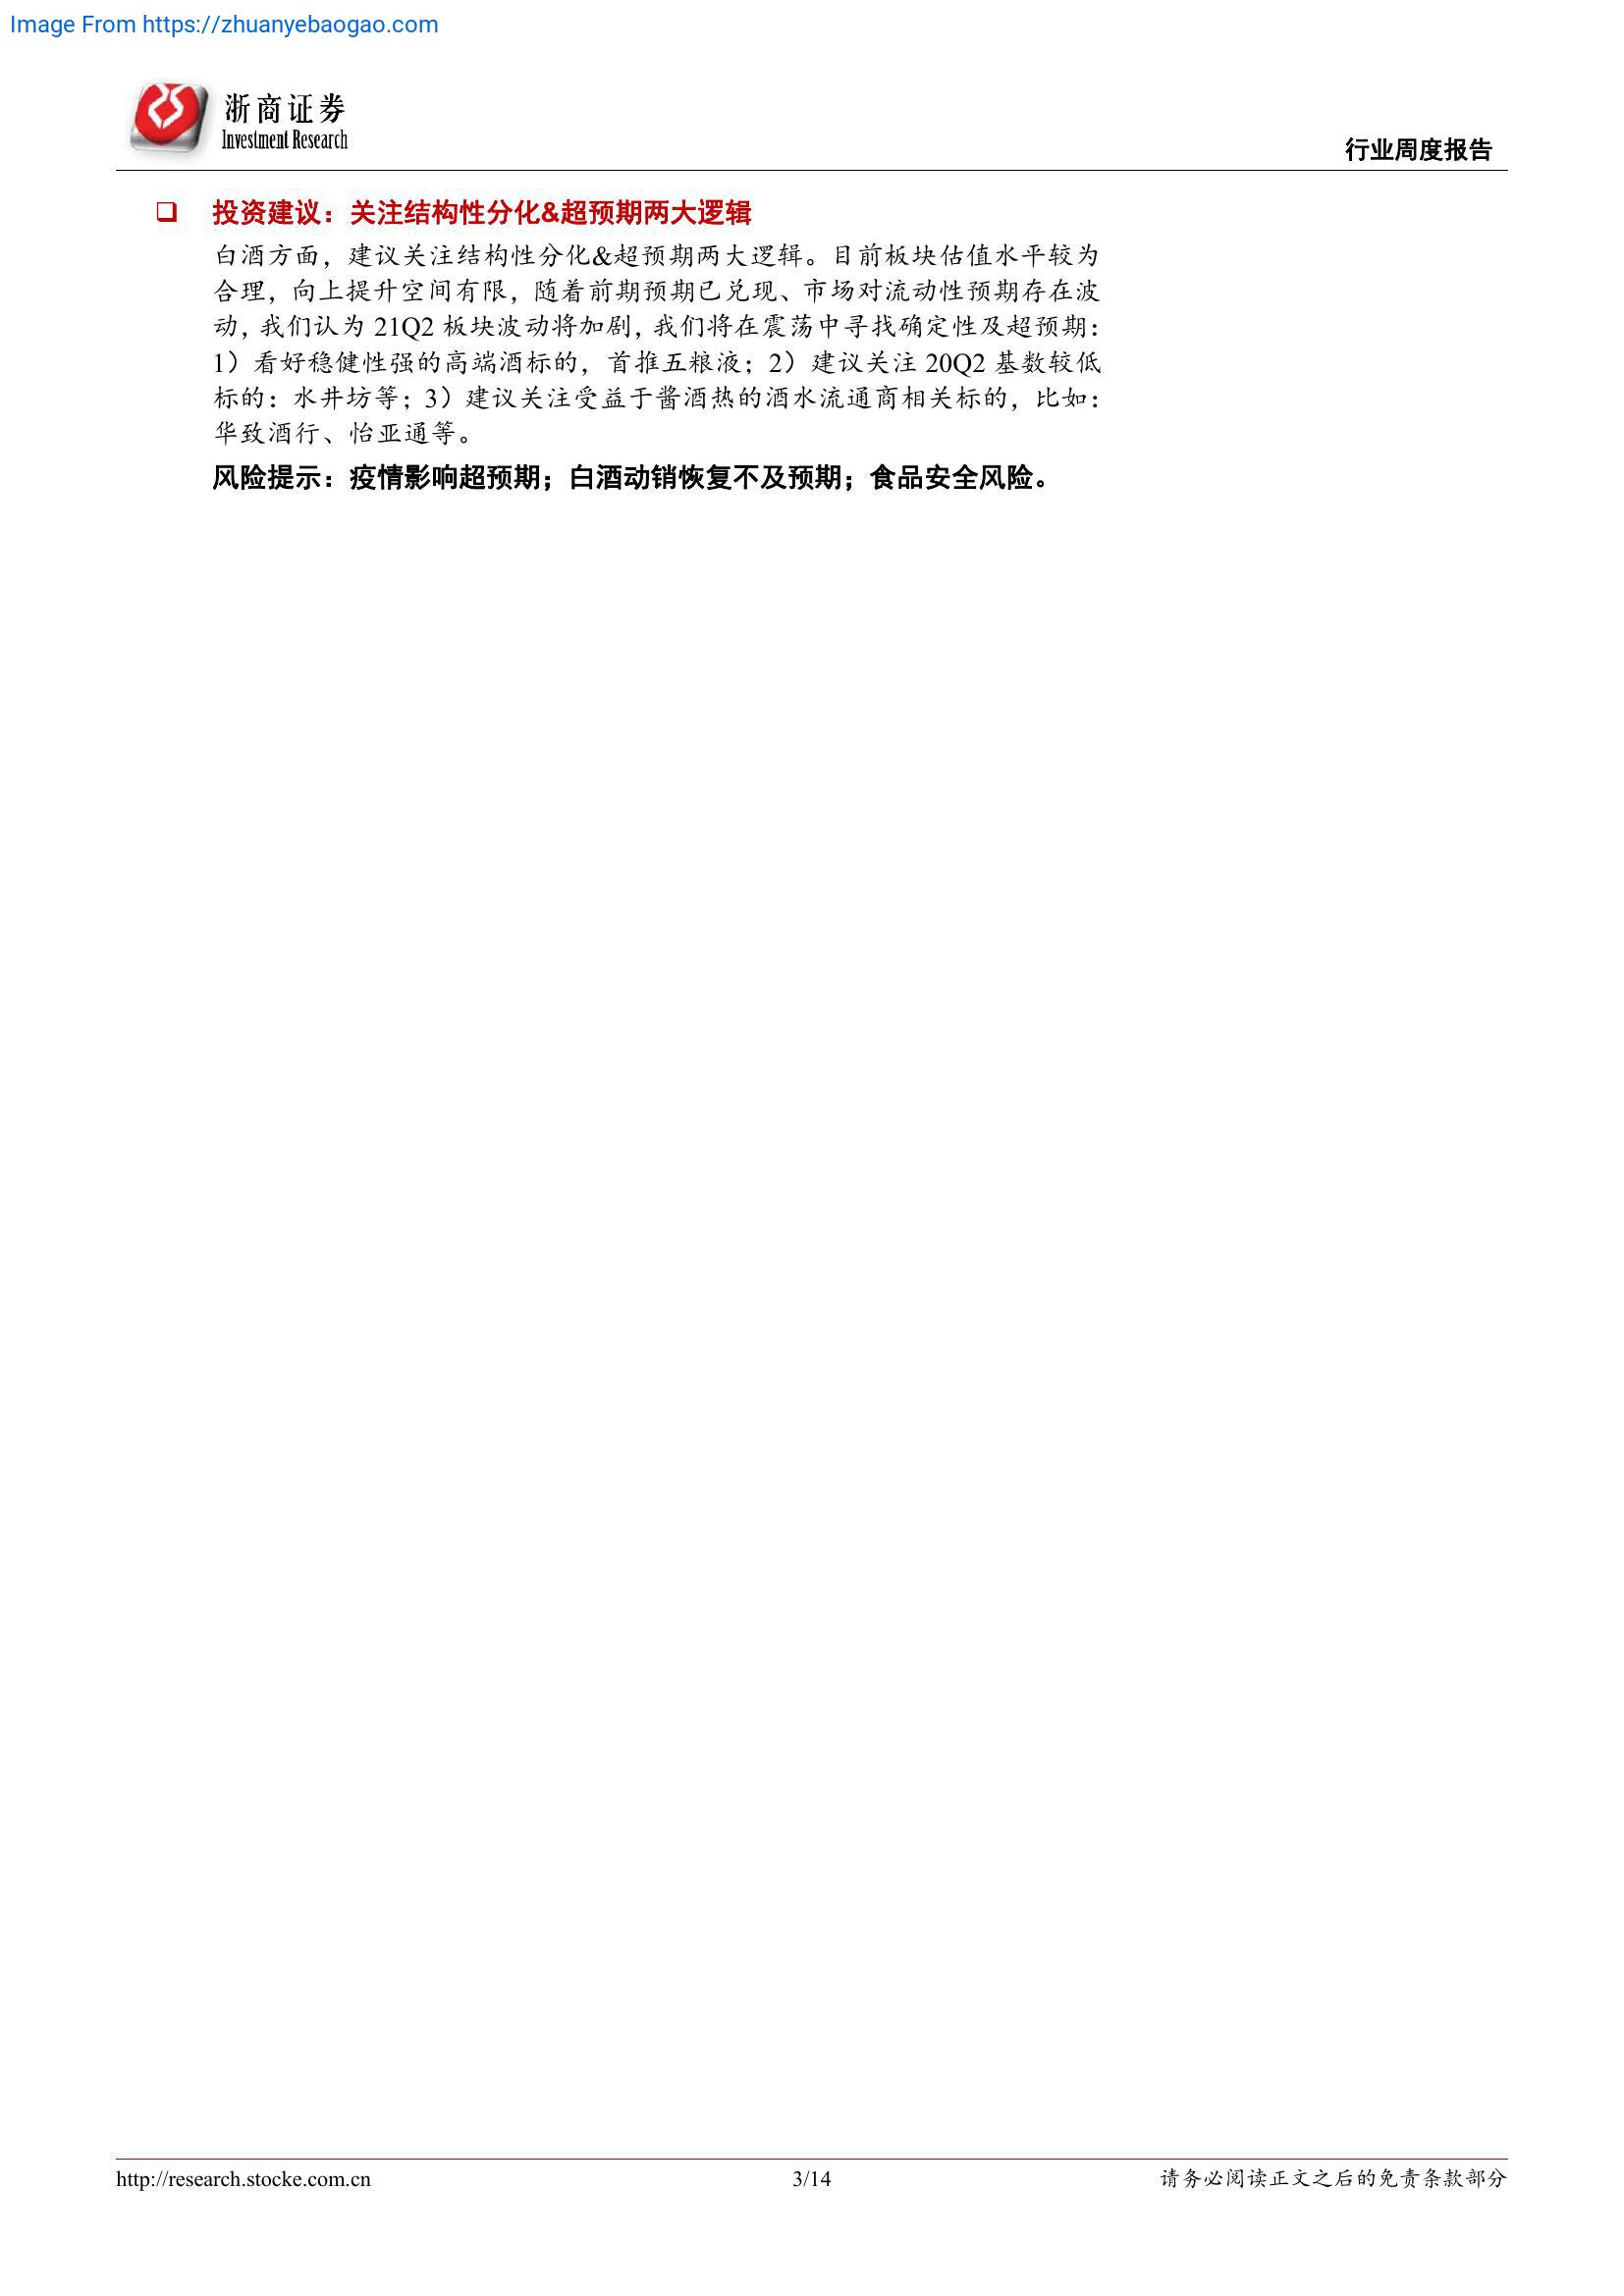 Image From https://zhuanyebaogao.com
浙商证券
Investment Research
行业周度报告
❑ 投资建议：关注结构性分化&超预期两大逻辑
白酒方面，建议关注结构性分化&超预期两大逻辑。目前板块估值水平较为
合理，向上提升空间有限，随着前期预期已兑现、市场对流动性预期存在波
动，我们认为 21Q2 板块波动将加剧，我们将在震荡中寻找确定性及超预期：
1）看好稳健性强的高端酒标的，首推五粮液；2）建议关注 20Q2 基数较低
标的：水井坊等；3）建议关注受益于酱酒热的酒水流通商相关标的，比如：
华致酒行、怡亚通等。
风险提示：疫情影响超预期；白酒动销恢复不及预期；食品安全风险。
http://research.stocke.com.cn
3/14
请务必阅读正文之后的免责条款部分